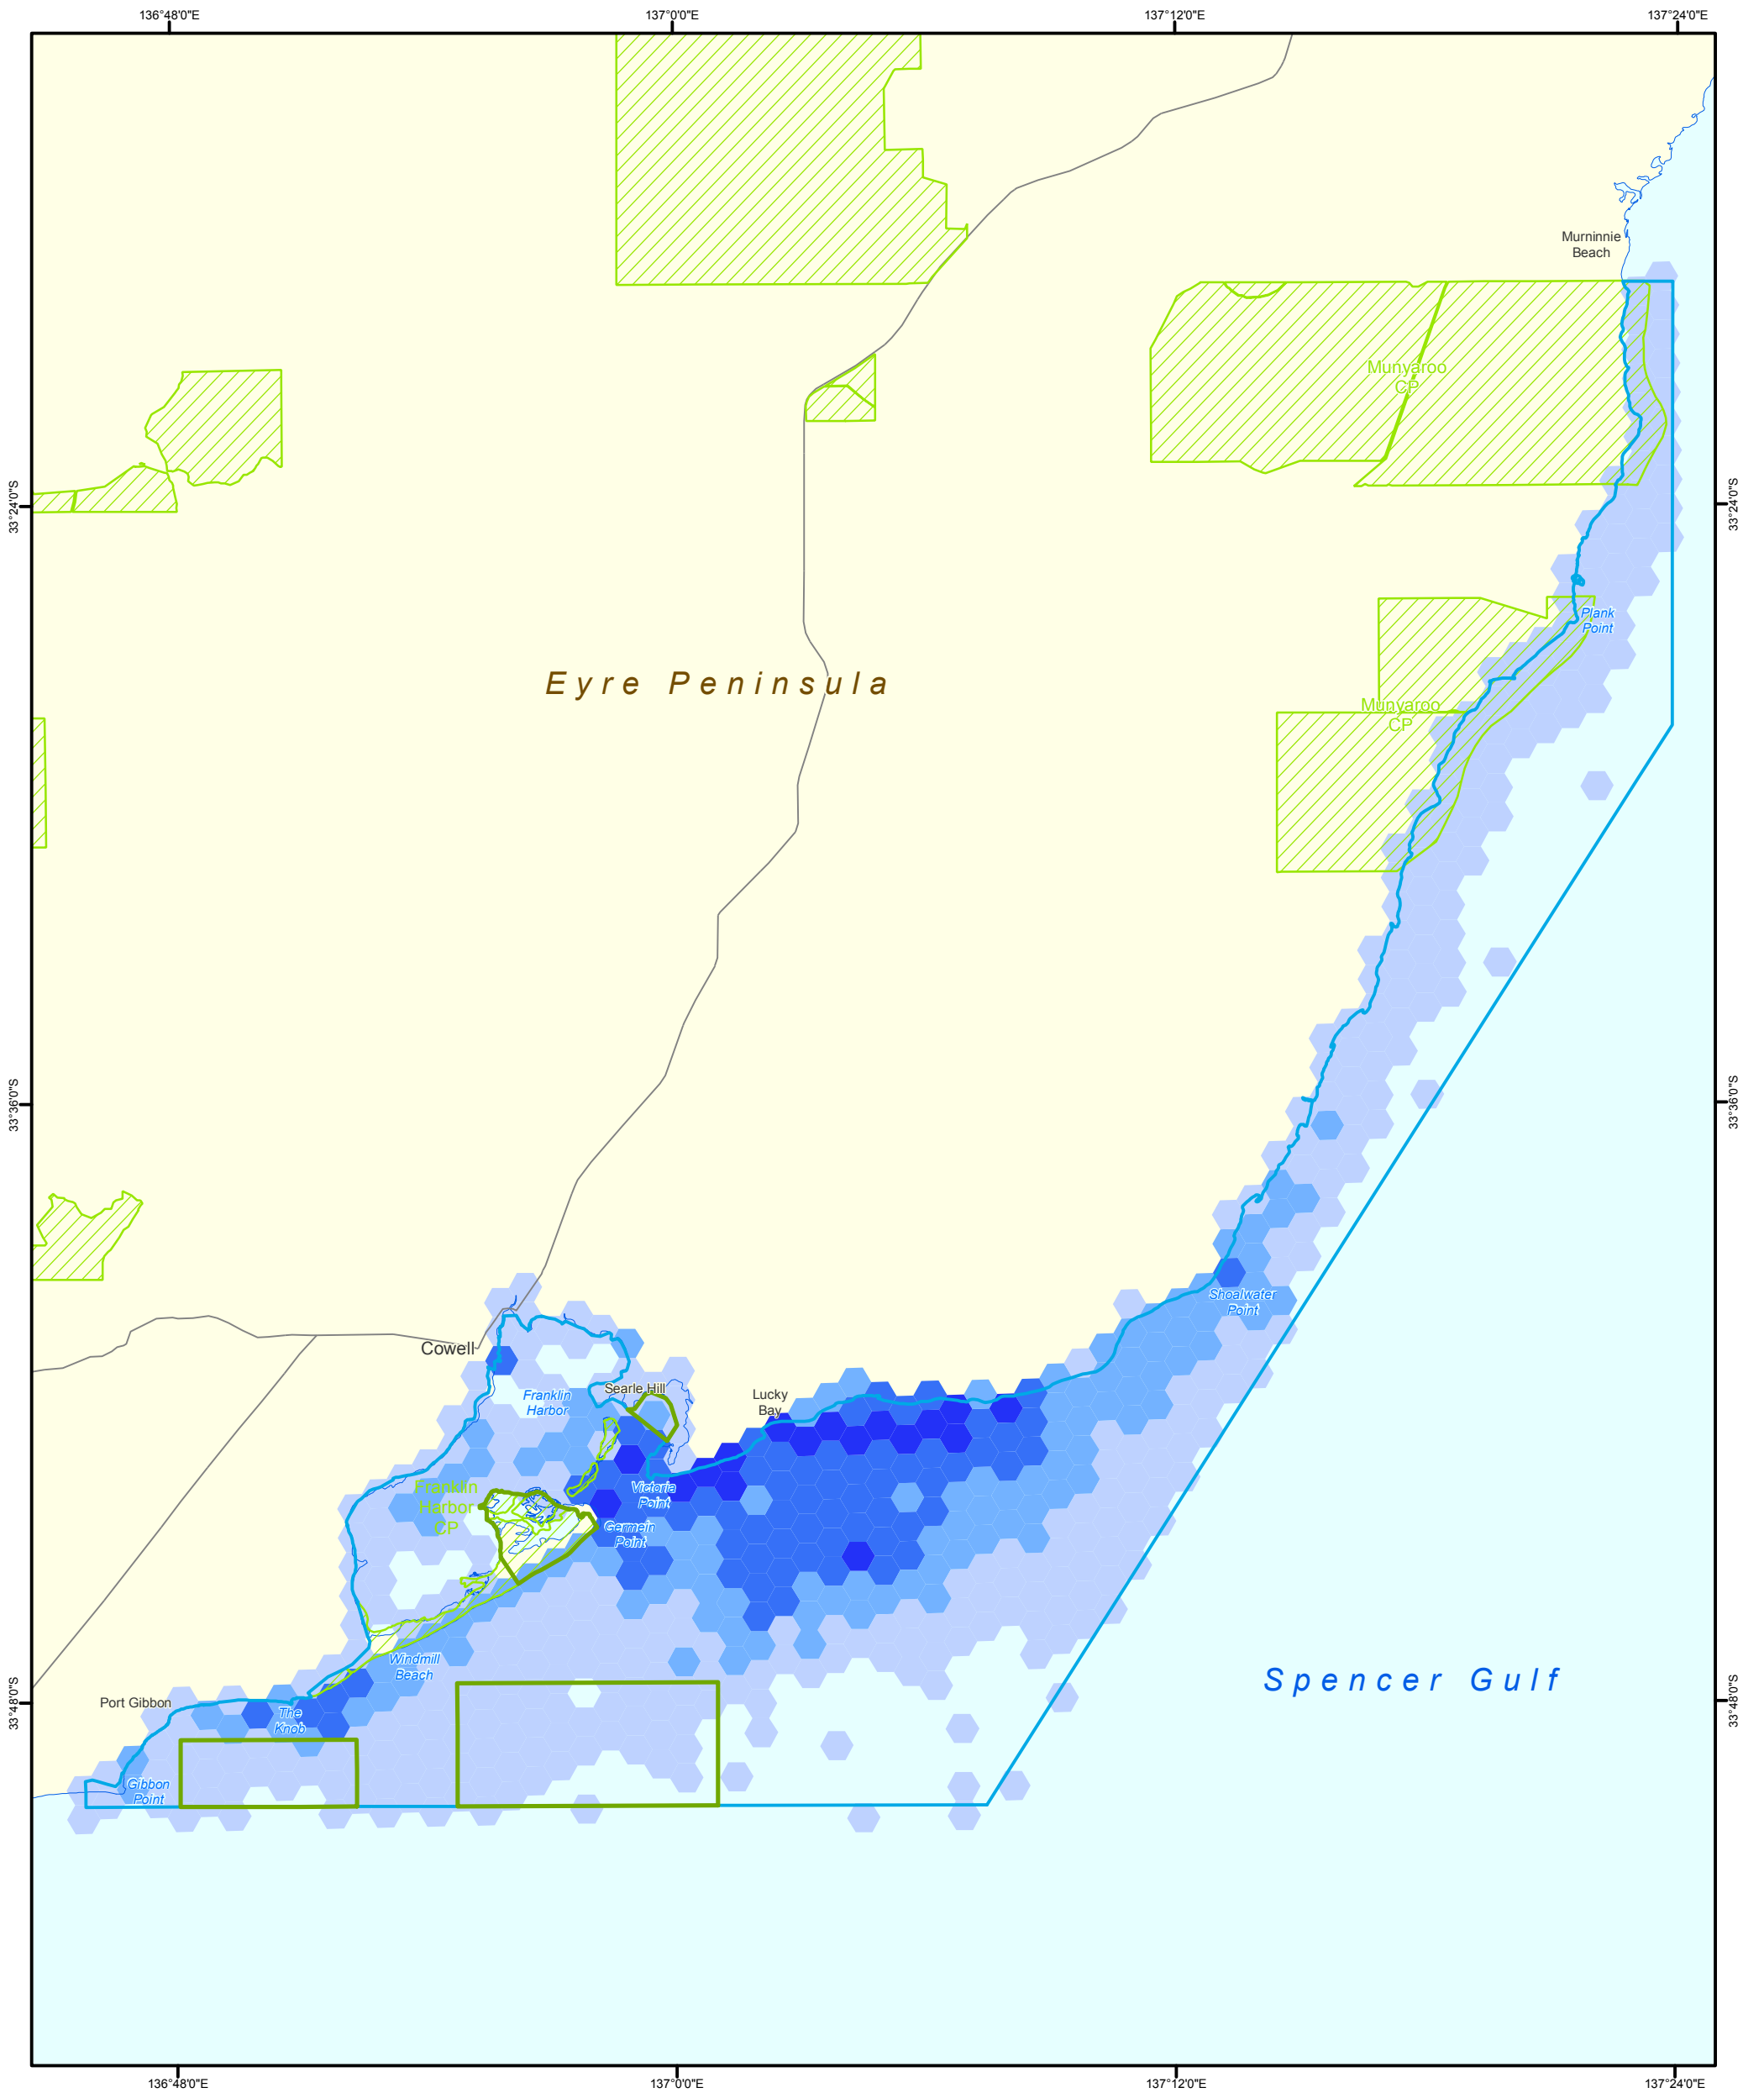 136°48'0"E
137°0'0"E
137°12'0"E
137°24'0"E
Murninnie
Beach
Munyaroo
CP
33°24'0"S
33°24'0"S
Plank
Point
Eyre Peninsula
Munyaroo
CP
33°36'0"S
33°36'0"S
Shoalwater
Point
Cowell
Searle Hill
Franklin
Harbor
Lucky
Bay
Franklin
Harbor
CP
Victoria
Point
Germein
Point
Windmill
Beach
Spencer Gulf
33°48'0"S
33°48'0"S
Port Gibbon
The
Knob
Gibbon
Point
136°48'0"E
137°0'0"E
137°12'0"E
137°24'0"E